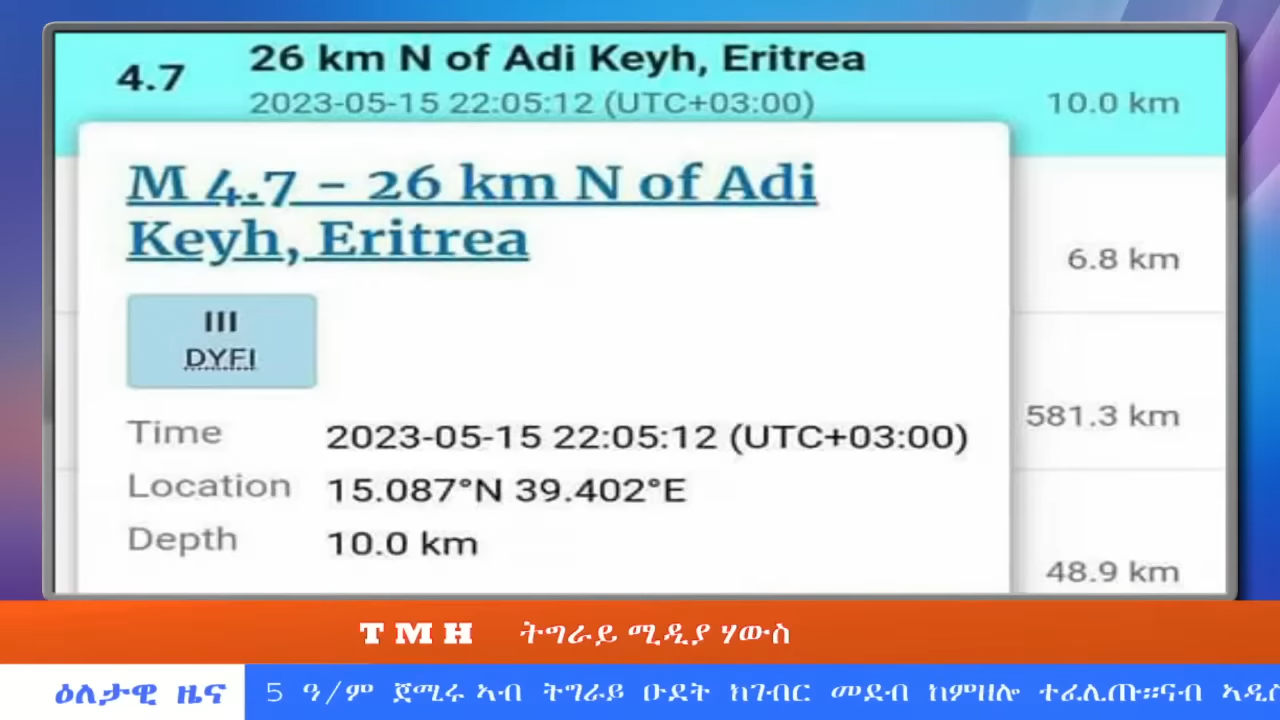 4.7
26 km N of Adi Keyh, Eritrea
2023-05-15 22:05:12 (UTC+03:00)
10.0 km
M 4.7 – 26 km N of Adi
Keyh, Eritrea
III
DYFI
6.8 km
581.3 km
48.9 km
Time 2023-05-15 22:05:12 (UTC+03:00)
Location 15.087°N 39.402°E
Depth 10.0 km
TMH ትግራይ ሚዲያ ሃውስ
ዕለታዊ ዜና 5 ዓ/ም ጀሚሩ ኣብ ትግራይ ዑደት ክገብር መደብ ከምዘሎ ተፈሊጡ።ናብ ኣዲስ